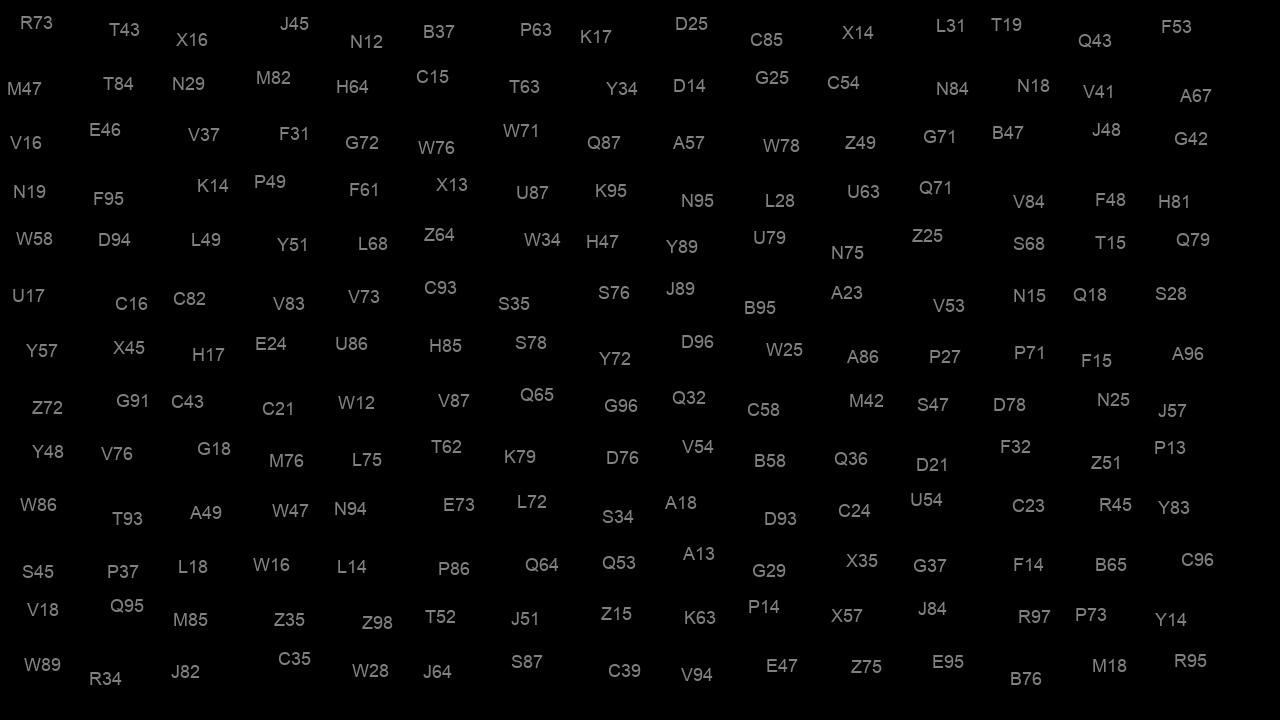 R73 T43 X16 J45 N12 B37 P63 K17 D25 C85 X14 L31 T19 Q43 F53
M47 T84 N29 M82 H64 C15 T63 Y34 D14 G25 C54 N84 N18 V41 A67
V16 E46 V37 F31 G72 W76 W71 Q87 A57 W78 Z49 G71 B47 J48 G42
N19 F95 K14 P49 F61 X13 U87 K95 N95 L28 U63 Q71 V84 F48 H81
W58 D94 L49 Y51 L68 Z64 W34 H47 Y89 U79 N75 Z25 S68 T15 Q79
U17 C16 C82 V83 V73 C93 S35 S76 J89 B95 A23 V53 N15 Q18 S28
Y57 X45 H17 E24 U86 H85 S78 Y72 D96 W25 A86 P27 P71 F15 A96
Z72 G91 C43 C21 W12 V87 Q65 G96 Q32 C58 M42 S47 D78 N25 J57
Y48 V76 G18 M76 L75 T62 K79 D76 V54 B58 Q36 D21 F32 Z51 P13
W86 T93 A49 W47 N94 E73 L72 S34 A18 D93 C24 U54 C23 R45 Y83
S45 P37 L18 W16 L14 P86 Q64 Q53 A13 G29 X35 G37 F14 B65 C96
V18 Q95 M85 Z35 Z98 T52 J51 Z15 K63 P14 X57 J84 R97 P73 Y14
W89 R34 J82 C35 W28 J64 S87 C39 V94 E47 Z75 E95 B76 M18 R95